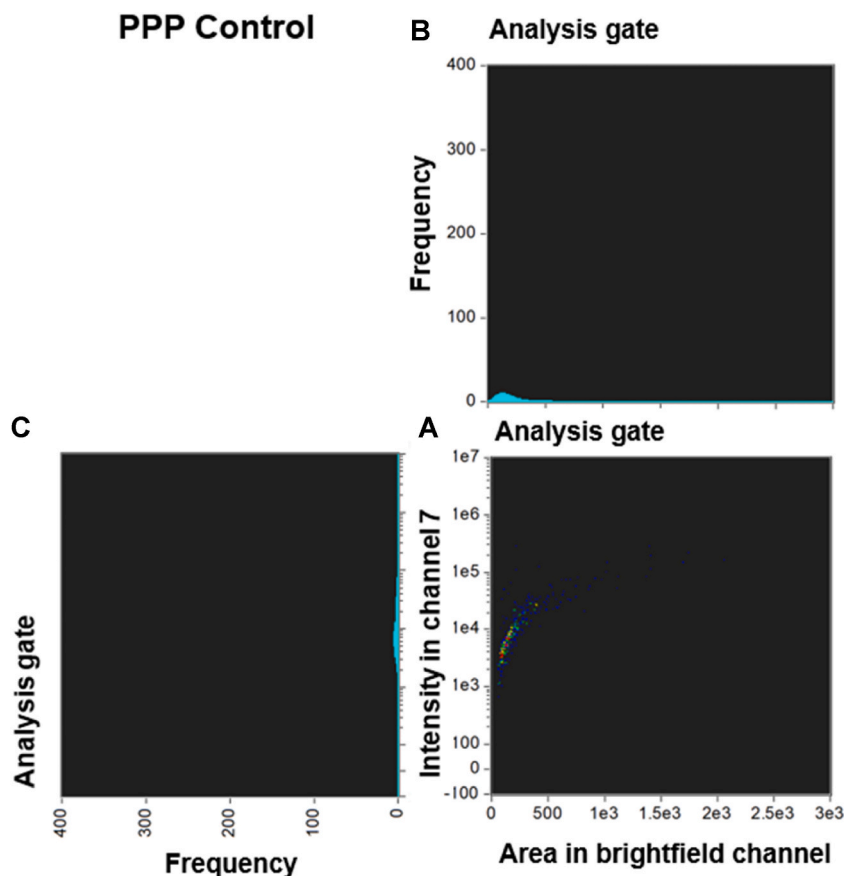 PPP Control
B Analysis gate
400
300
200
100
0
Frequency
C
Analysis gate
400
300
200
100
0
Frequency
A Analysis gate
1e7
1e6
1e5
1e4
1e3
100
0
-100
Intensity in channel 7
0 500 1e3 1.5e3 2e3 2.5e3 3e3
Area in brightfield channel